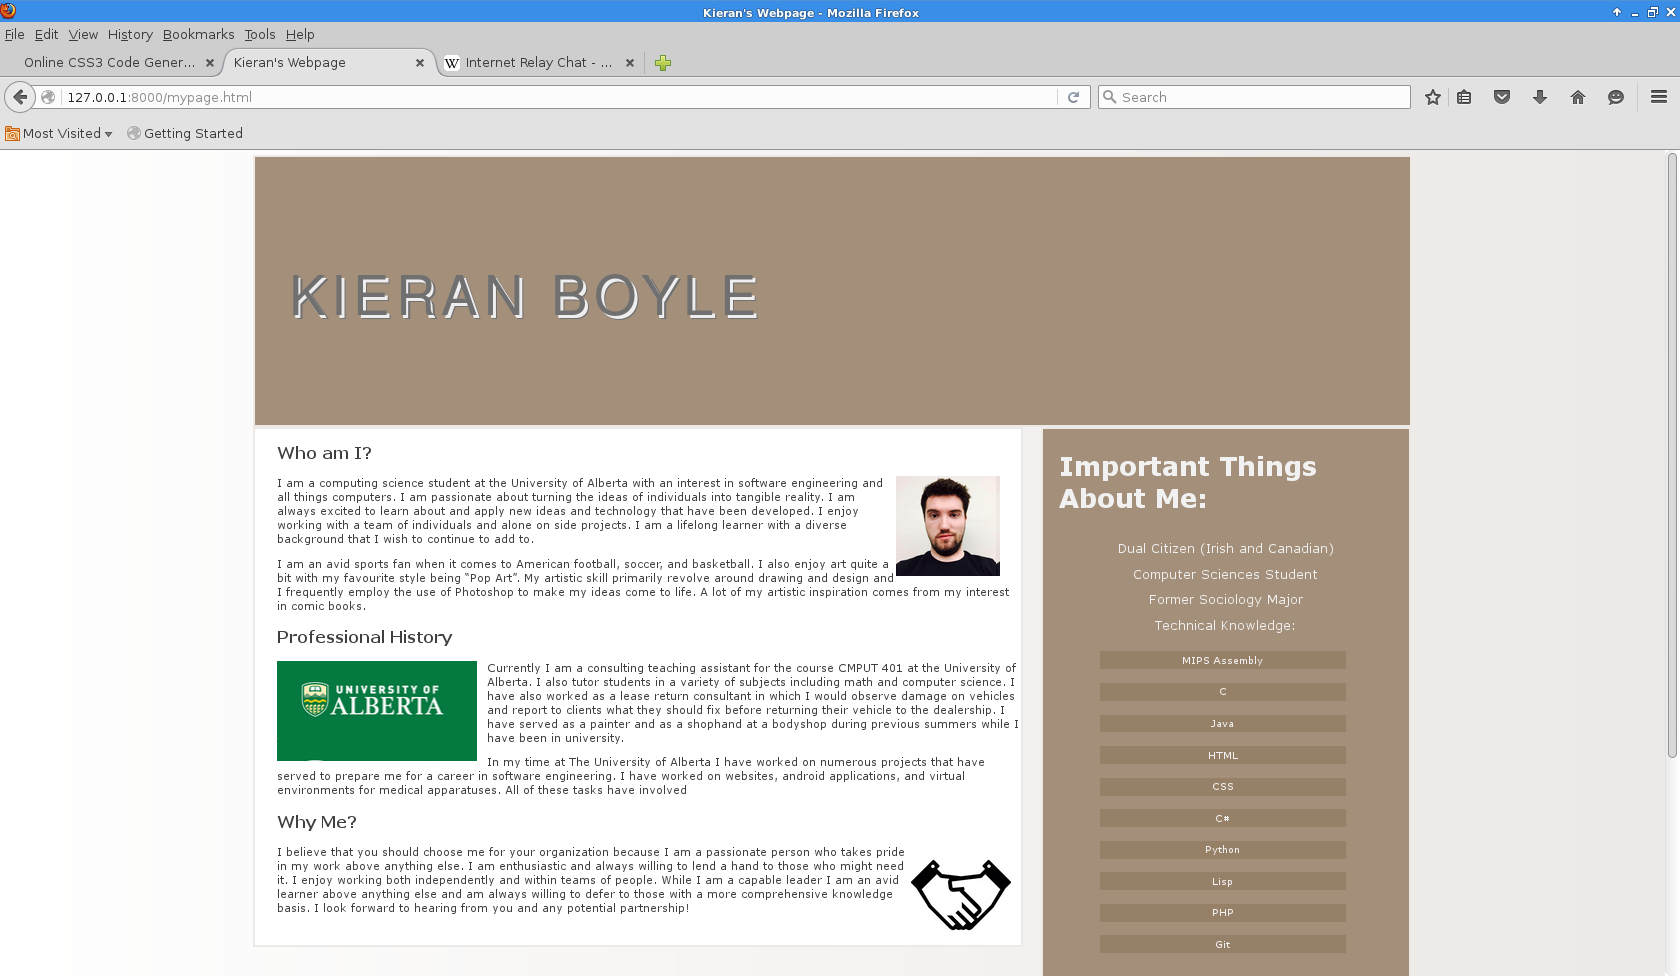 Kieran's Webpage - Mozilla Firefox
File Edit View History Bookmarks Tools Help
Online CSS3 Code Gener...
Kieran's Webpage
W Internet Relay Chat - ...
127.0.0.1:8000/mypage.html
Search
Most Visited
Getting Started
KIERAN BOYLE
Who am I?
I am a computing science student at the University of Alberta with an interest in software engineering and
all things computers. I am passionate about turning the ideas of individuals into tangible reality. I am
always excited to learn about and apply new ideas and technology that have been developed. I enjoy
working with a team of individuals and alone on side projects. I am a lifelong learner with a diverse
background that I wish to continue to add to.
I am an avid sports fan when it comes to American football, soccer, and basketball. I also enjoy art quite a
bit with my favourite style being “Pop Art”. My artistic skill primarily revolve around drawing and design and
I frequently employ the use of Photoshop to make my ideas come to life. A lot of my artistic inspiration comes from my interest
in comic books.
Professional History
UNIVERSITY OF
ALBERTA
Currently I am a consulting teaching assistant for the course CMPUT 401 at the University of
Alberta. I also tutor students in a variety of subjects including math and computer science. I
have also worked as a lease return consultant in which I would observe damage on vehicles
and report to clients what they should fix before returning their vehicle to the dealership. I
have served as a painter and as a shophand at a bodyshop during previous summers while I
have been in university.
In my time at The University of Alberta I have worked on numerous projects that have
served to prepare me for a career in software engineering. I have worked on websites, android applications, and virtual
environments for medical apparatuses. All of these tasks have involved
Why Me?
I believe that you should choose me for your organization because I am a passionate person who takes pride
in my work above anything else. I am enthusiastic and always willing to lend a hand to those who might need
it. I enjoy working both independently and within teams of people. While I am a capable leader I am an avid
learner above anything else and am always willing to defer to those with a more comprehensive knowledge
basis. I look forward to hearing from you and any potential partnership!
Important Things
About Me:
Dual Citizen (Irish and Canadian)
Computer Sciences Student
Former Sociology Major
Technical Knowledge:
MIPS Assembly
C
Java
HTML
CSS
C#
Python
Lisp
PHP
Git